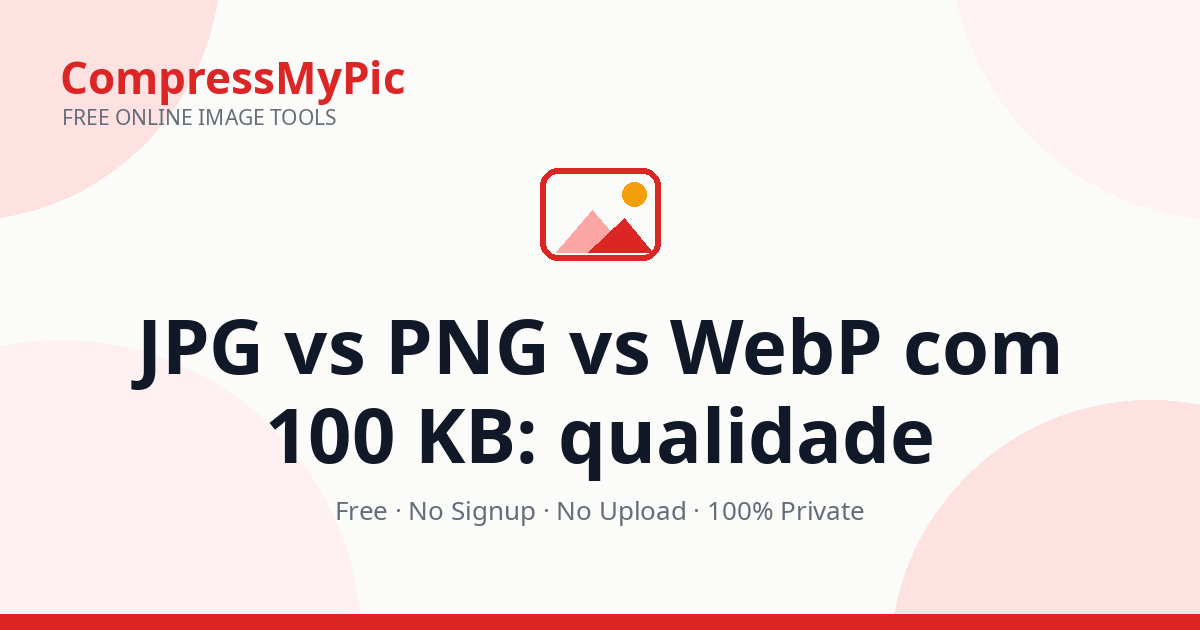 CompressMyPic
FREE ONLINE IMAGE TOOLS
JPG vs PNG vs WebP com
100 KB: qualidade
Free · No Signup · No Upload · 100% Private